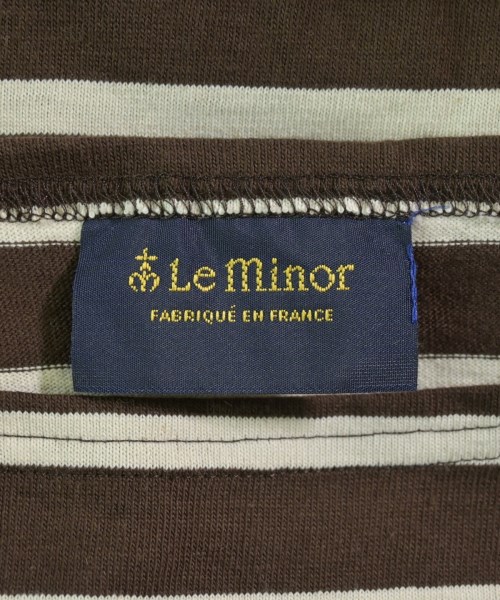 Le Minor
FABRIQUÉ EN FRANCE